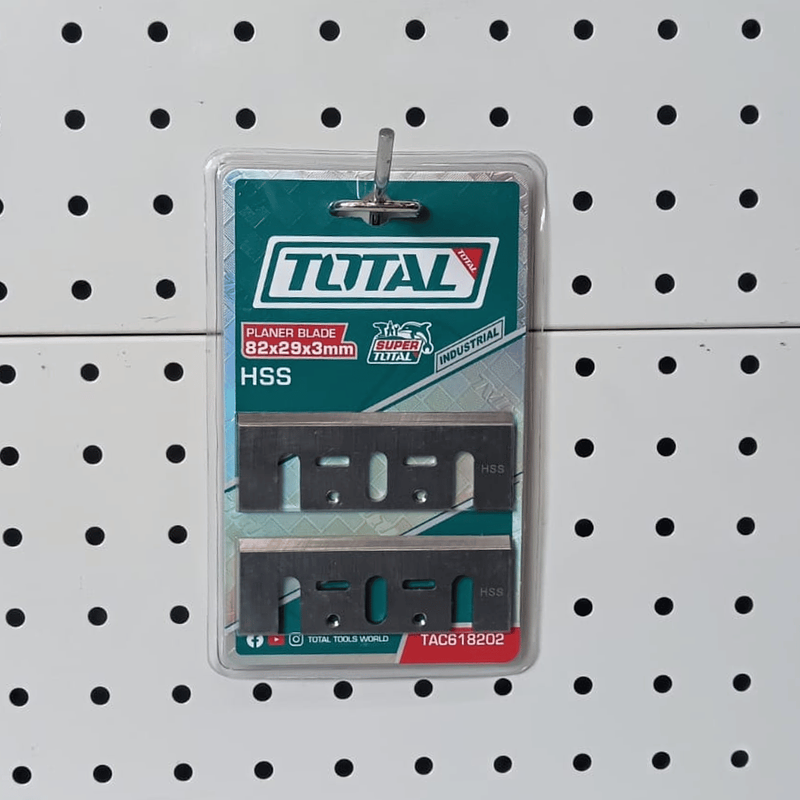 TOTAL
TOTAL
PLANER BLADE
82x29x3mm
SUPER
TOTAL
INDUSTRIAL
HSS
HSS
HSS
TOTAL TOOLS WORLD
TAC618202